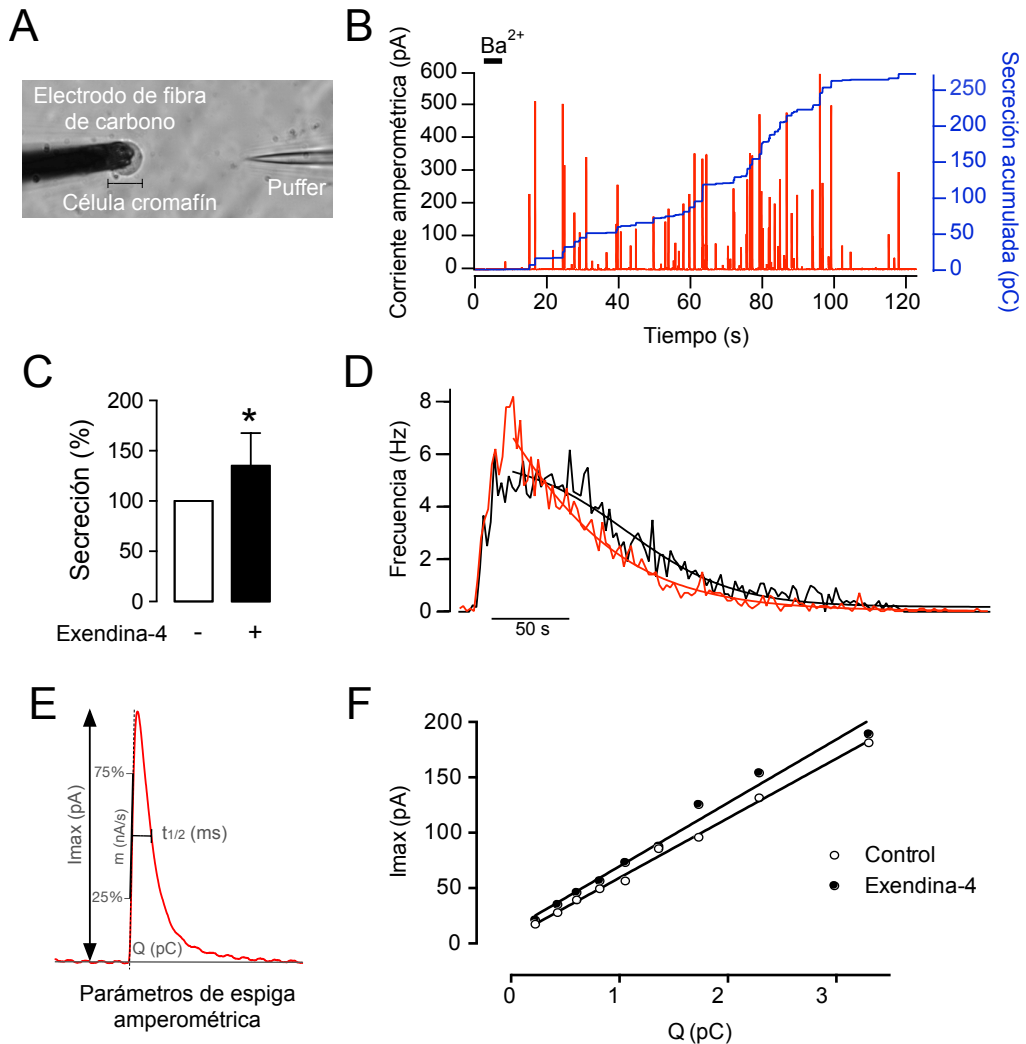 A
Electrodo de fibra
de carbono
Célula cromafín
Puffer
B
Ba2+
Corriente amperométrica (pA)
600
500
400
300
200
100
0
Secreción acumulada (pC)
250
200
150
100
50
0
0 20 40 60 80 100 120
Tiempo (s)
C
Secreción (%)
200
150
100
50
0
*
Exendina-4 - +
D
Frecuencia (Hz)
8
6
4
2
0
50 s
E
Imax (pA)
75%
m (nA/s)
t1/2 (ms)
25%
Q (pC)
Parámetros de espiga
amperométrica
F
Imax (pA)
200
150
100
50
0
Control
Exendina-4
0 1 2 3
Q (pC)